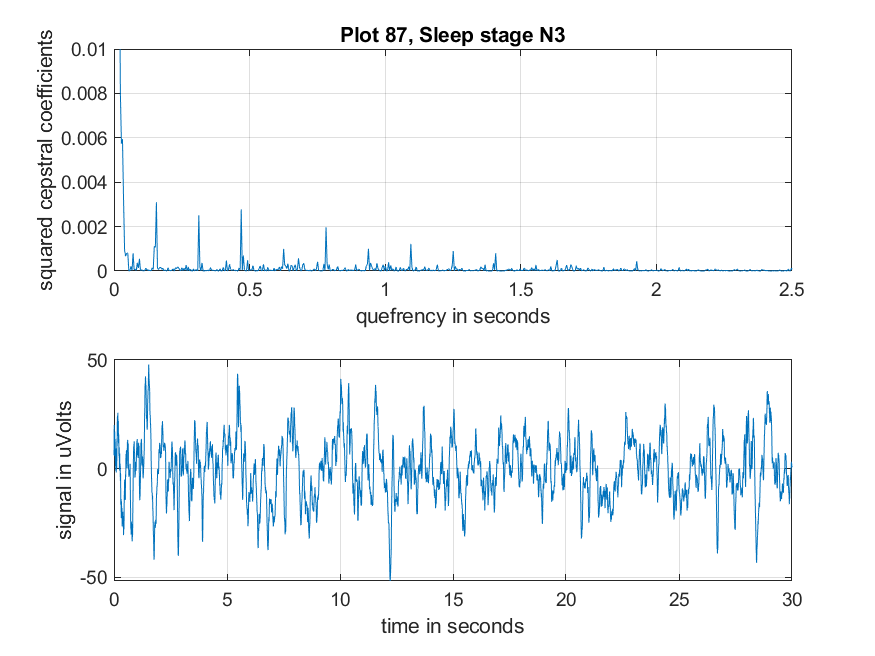 Plot 87, Sleep stage N3
squared cepstral coefficients
0.01
0.008
0.006
0.004
0.002
0
0 0.5 1 1.5 2 2.5
quefrency in seconds
signal in uVolts
50
0
-50
0 5 10 15 20 25 30
time in seconds